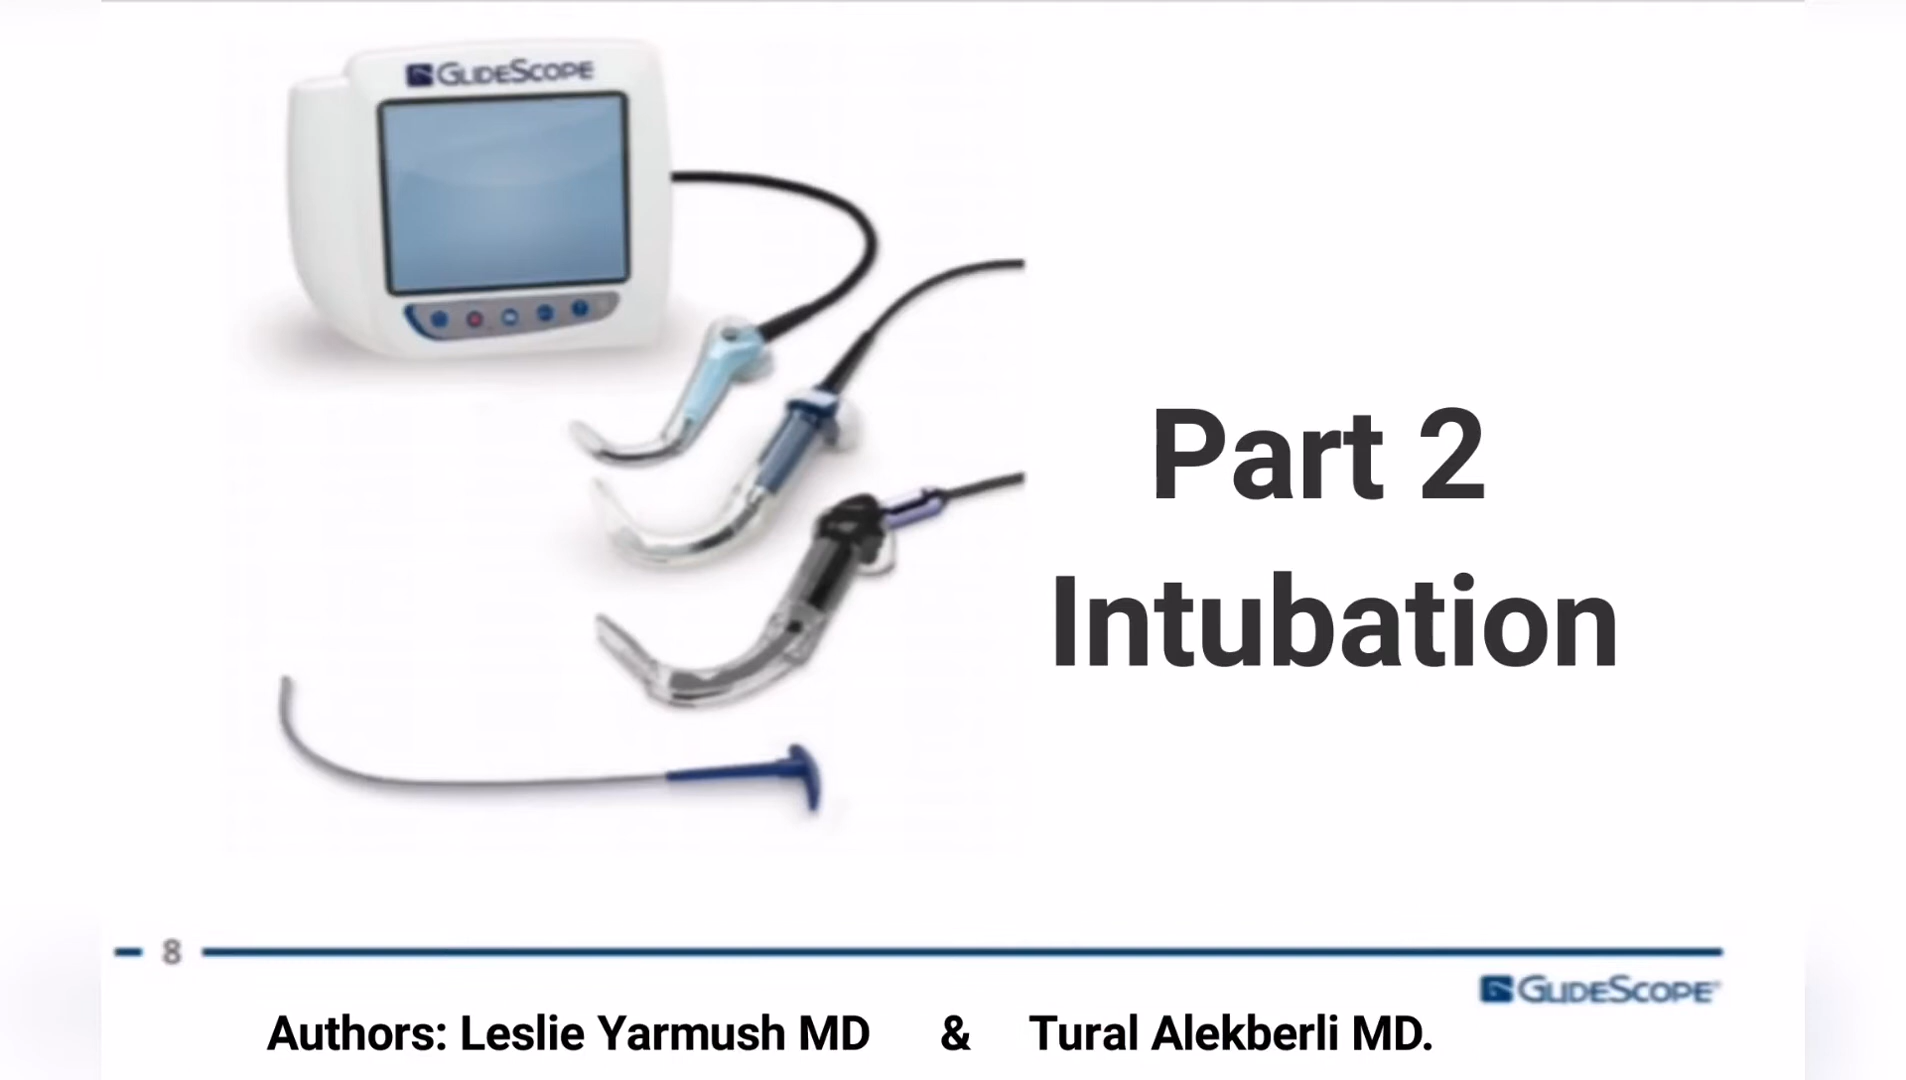 GLIDESCOPE
Part 2
Intubation
8
GLIDESCOPE
Authors: Leslie Yarmush MD & Tural Alekberli MD.